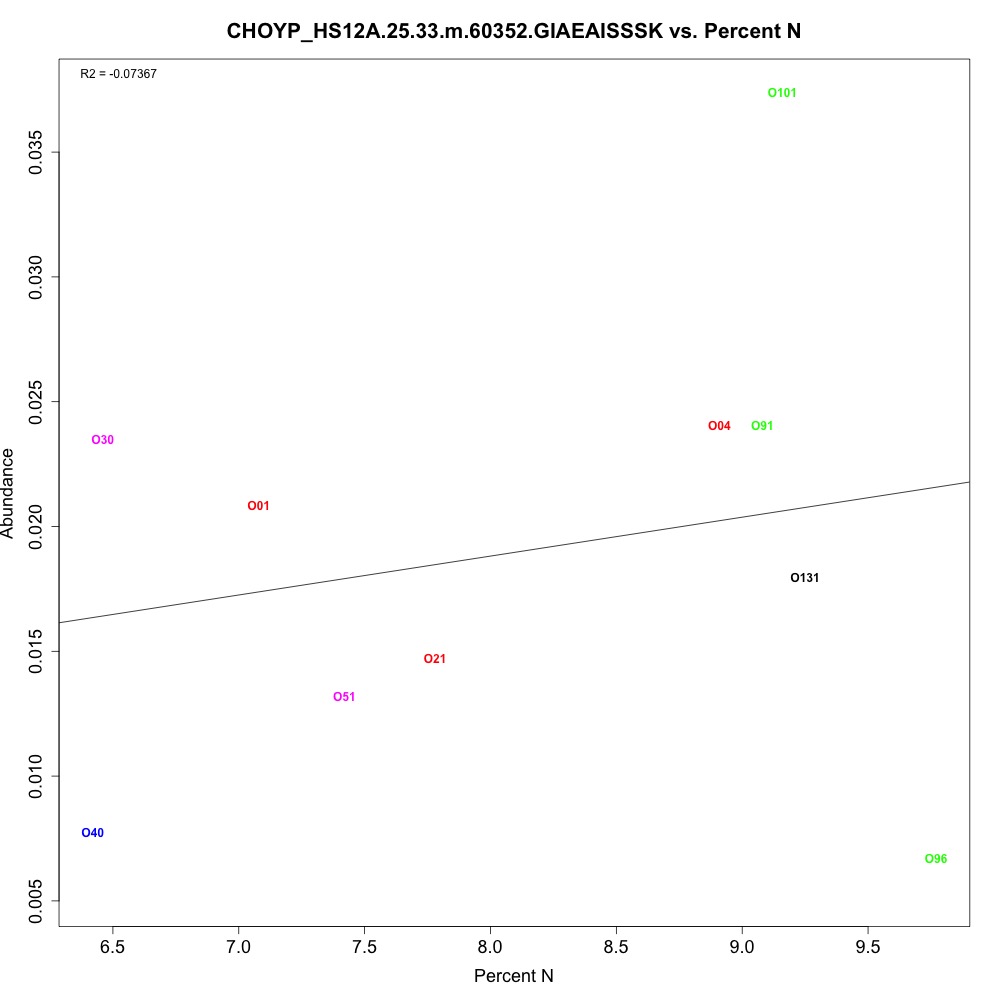 CHOYP_HS12A.25.33.m.60352.GIAEAISSSK vs. Percent N
R2 = -0.07367
O101
0.035
0.030
0.025
O04 O91
O30
O01
0.020
Abundance
O131
0.015
O21
O51
0.010
O40
O96
0.005
6.5 7.0 7.5 8.0 8.5 9.0 9.5
Percent N